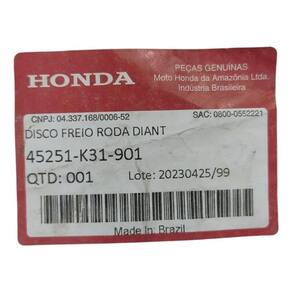 HONDA
PEÇAS GENUINAS
Moto Honda da Amazônia Ltda.
Indústria Brasileira
CNPJ: 04.337.168/0006-52
SAC: 0800-0552221
DISCO FREIO RODA DIANT
45251-K31-901
QTD: 001
Lote: 20230425/99
Made In: Brazil